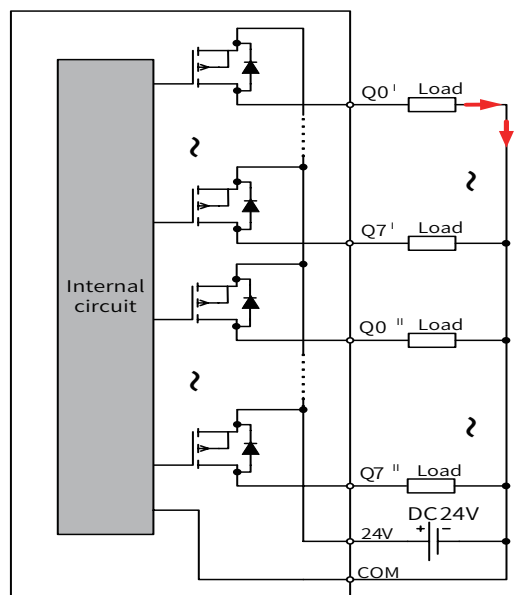 Q0 I Load
Q7 I Load
Internal
circuit
Q0 II Load
Q7 II Load
DC24V
24V + −
COM